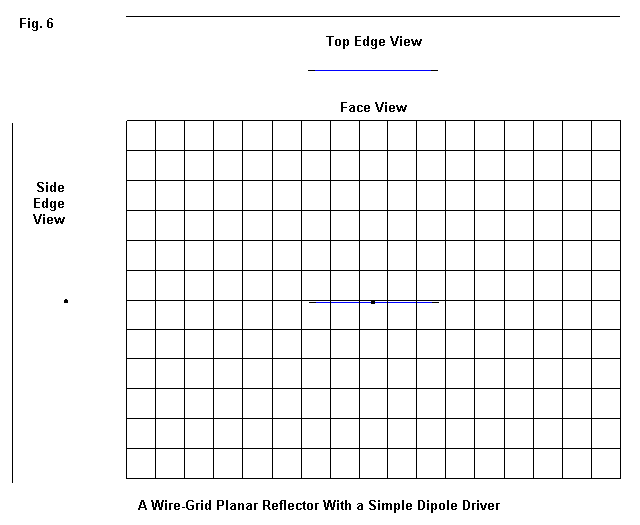 Fig. 6
Top Edge View
Face View
Side
Edge
View
A Wire-Grid Planar Reflector With a Simple Dipole Driver